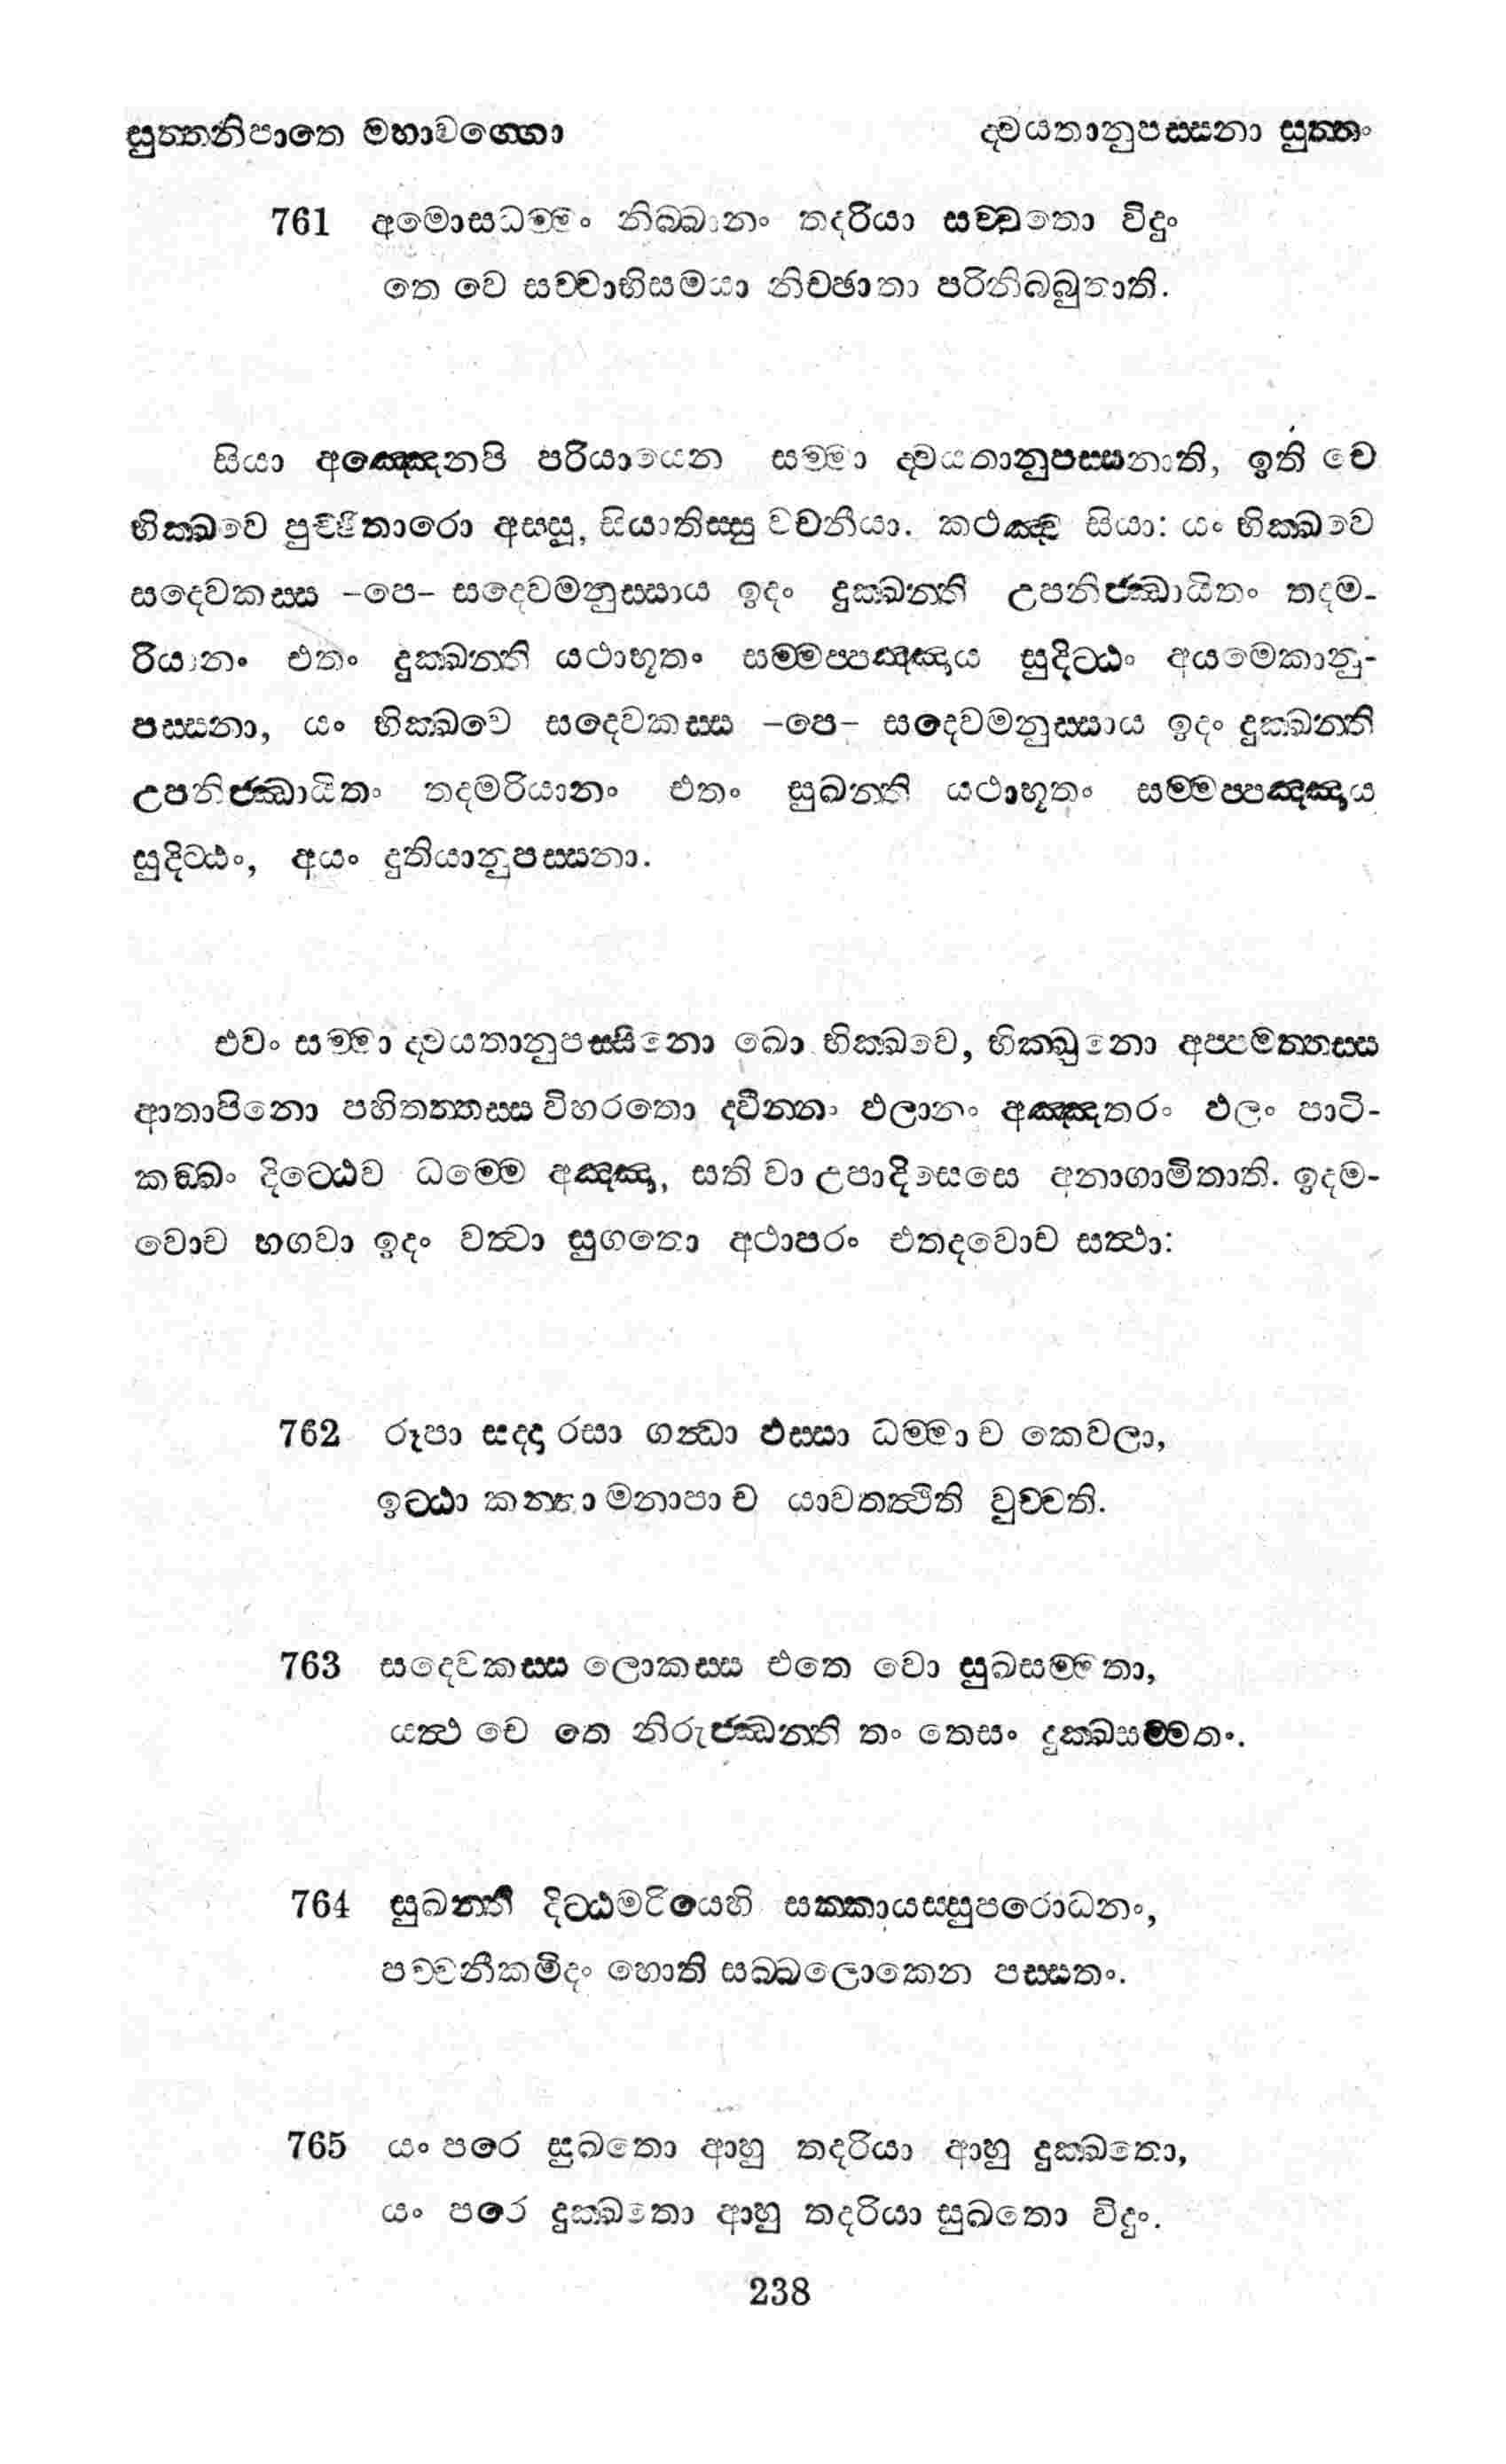 සුත්තනිපාතෙ මහාවග්ගො ද්වයතානුපස්සනා සුත්තං
761 අමොසධම්මං නිබ්බානං තදරියා සච්චතො විදුං
තෙ වෙ සච්චාභිසමයා නිච්ඡාතා පරිනිබ්බුතාති.
සියා අඤ්ඤෙනපි පරියායෙන සම්මා ද්වයතානුපස්සනාති, ඉති චෙ
භික්ඛවෙ පුච්ඡිතාරො අස්සු, සියාතිස්සු වචනීයා. කථඤ්ච සියා: යං භික්ඛවෙ
සදෙවකස්ස -පෙ- සදෙවමනුස්සාය ඉදං දුක්ඛන්ති උපනිජ්ඣායිතං තදම-
රියානං එතං දුක්ඛන්ති යථාභූතං සම්මප්පඤ්ඤාය සුදිට්ඨං අයමෙකානු-
පස්සනා, යං භික්ඛවෙ සදෙවකස්ස -පෙ- සදෙවමනුස්සාය ඉදං දුක්ඛන්ති
උපනිජ්ඣායිතං තදමරියානං එතං සුඛන්ති යථාභූතං සම්මප්පඤ්ඤාය
සුදිට්ඨං, අයං දුතියානුපස්සනා.
එවං සම්මා ද්වයතානුපස්සිනො ඛො භික්ඛවෙ, භික්ඛුනො අප්පමත්තස්ස
ආතාපිනො පහිතත්තස්ස විහරතො ද්වින්නං ඵලානං අඤ්ඤතරං ඵලං පාටි-
කඞ්ඛං දිට්ඨෙව ධම්මෙ අඤ්ඤා, සති වා උපාදිසෙසෙ අනාගාමිතාති. ඉදම-
වොච භගවා ඉදං වත්වා සුගතො අථාපරං එතදවොච සත්ථා:
762 රූපා සද්දා රසා ගන්ධා ඵස්සා ධම්මා ච කෙවලා,
ඉට්ඨා කන්තා මනාපා ච යාවතත්ථීති වුච්චති.
763 සදෙවකස්ස ලොකස්ස එතෙ වො සුඛසම්මතා,
යත්ථ චෙ තෙ නිරුජ්ඣන්ති තං තෙසං දුක්ඛසම්මතං.
764 සුඛන්ති දිට්ඨමරියෙහි සක්කායස්සුපරොධනං,
පච්චනීකමිදං හොති සබ්බලොකෙන පස්සතං.
765 යං පරෙ සුඛතො ආහු තදරියා ආහු දුක්ඛතො,
යං පරෙ දුක්ඛතො ආහු තදරියා සුඛතො විදුං.
238